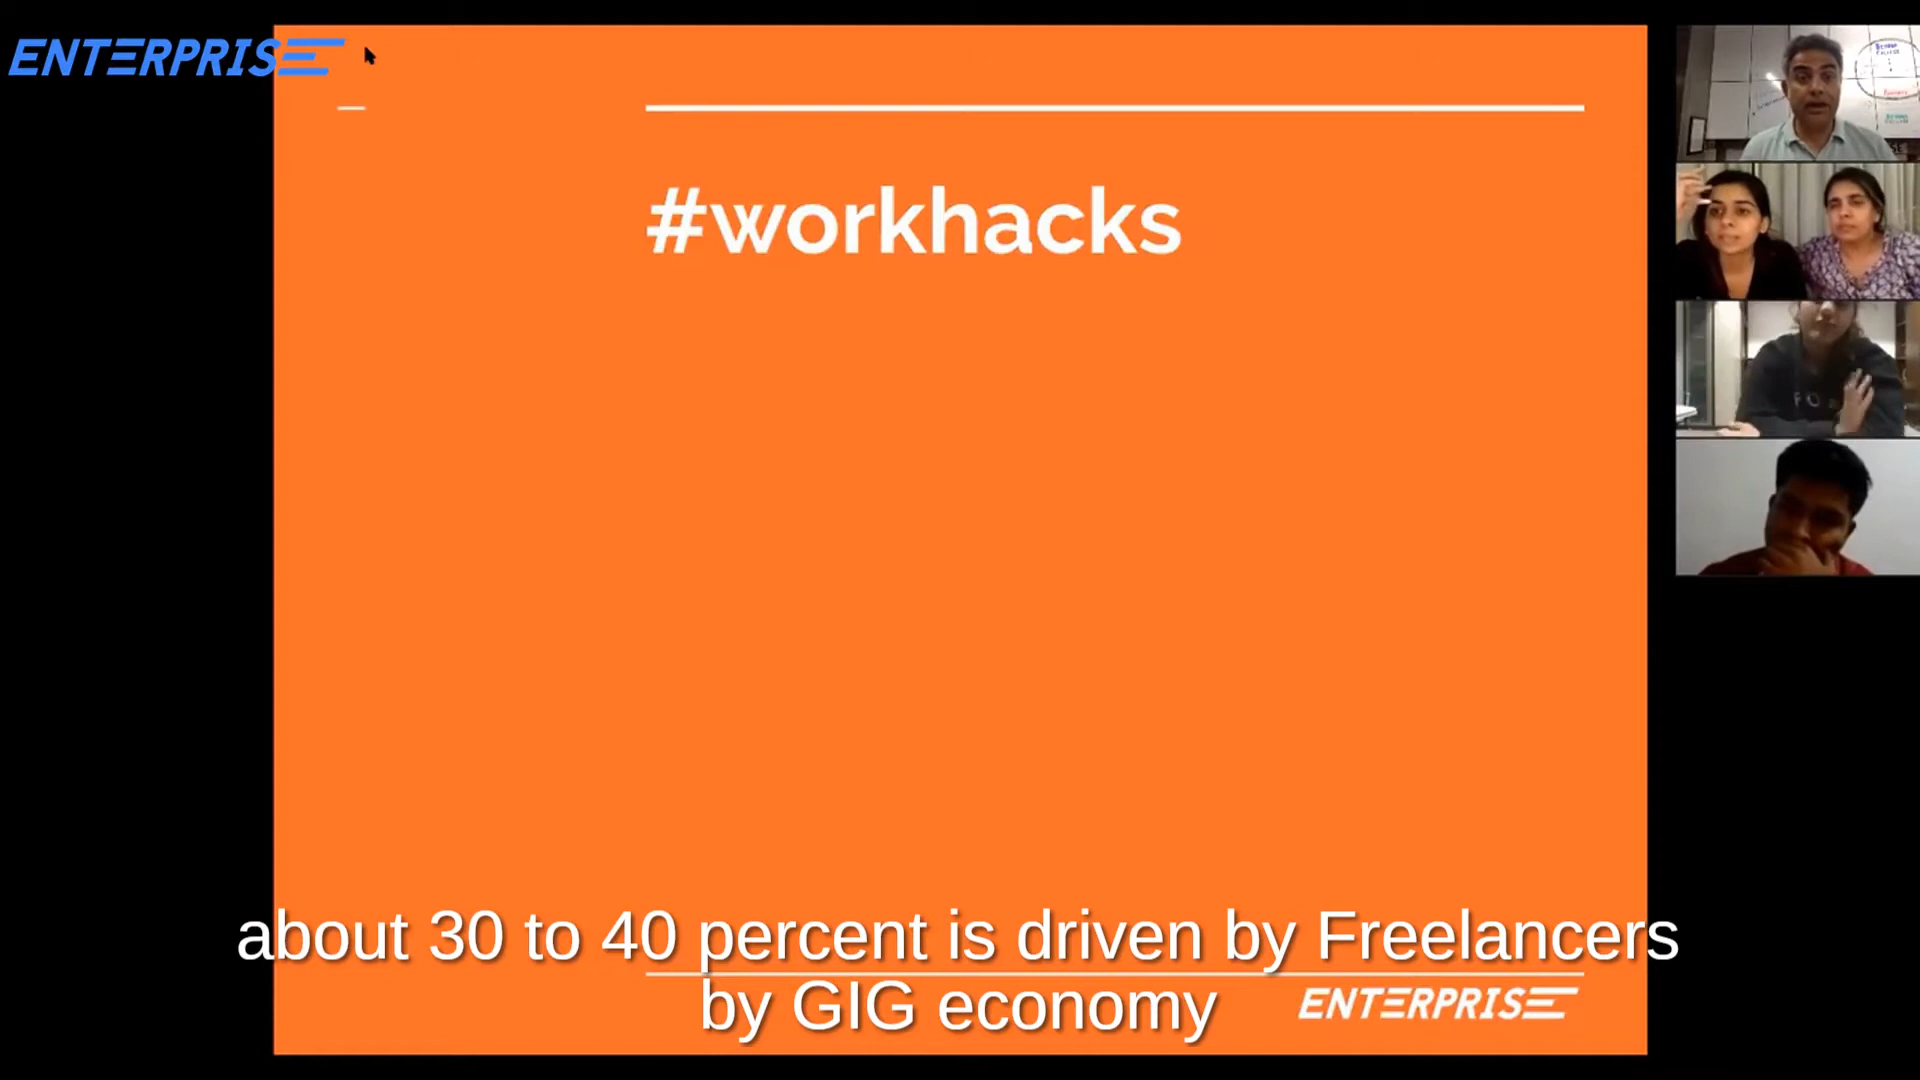 ENTERPRISE
#workhacks
about 30 to 40 percent is driven by Freelancers
by GIG economy
ENTERPRISE